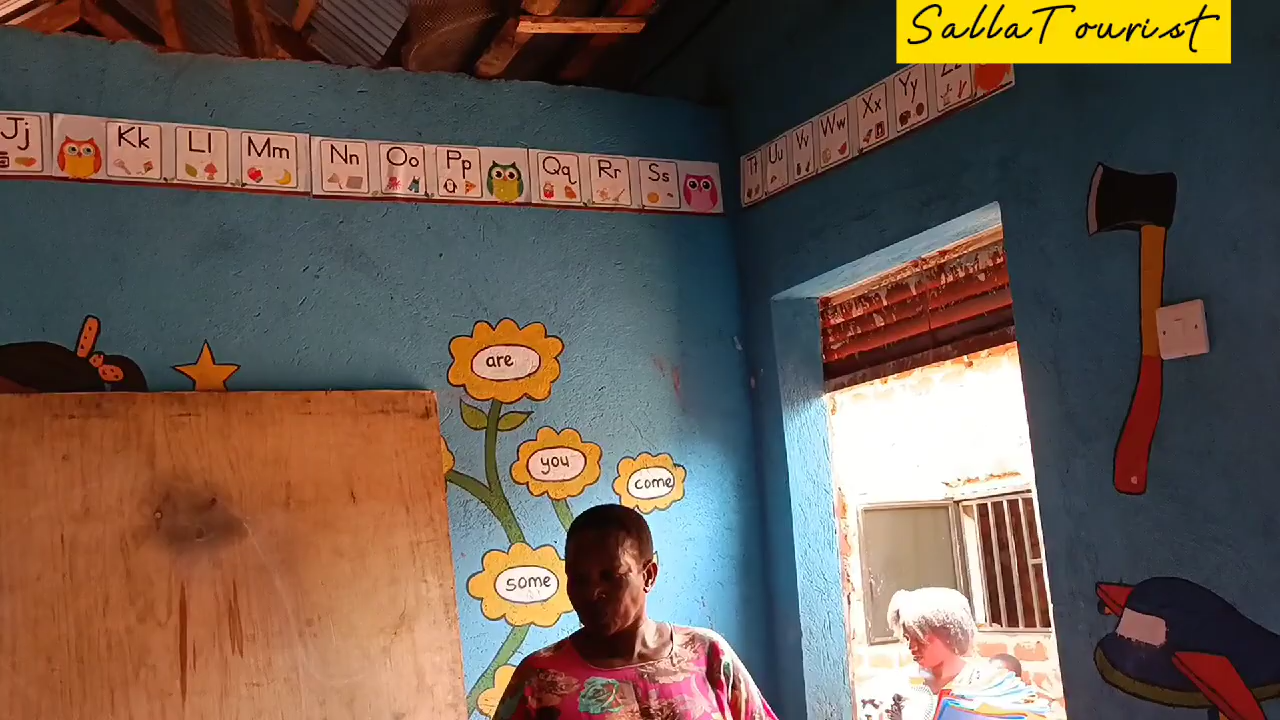 SallaTourist
Jj Kk Ll Mm Nn Oo Pp Qq Rr Ss
Tt Uu Vv Ww Xx Yy Zz
are
you
come
some